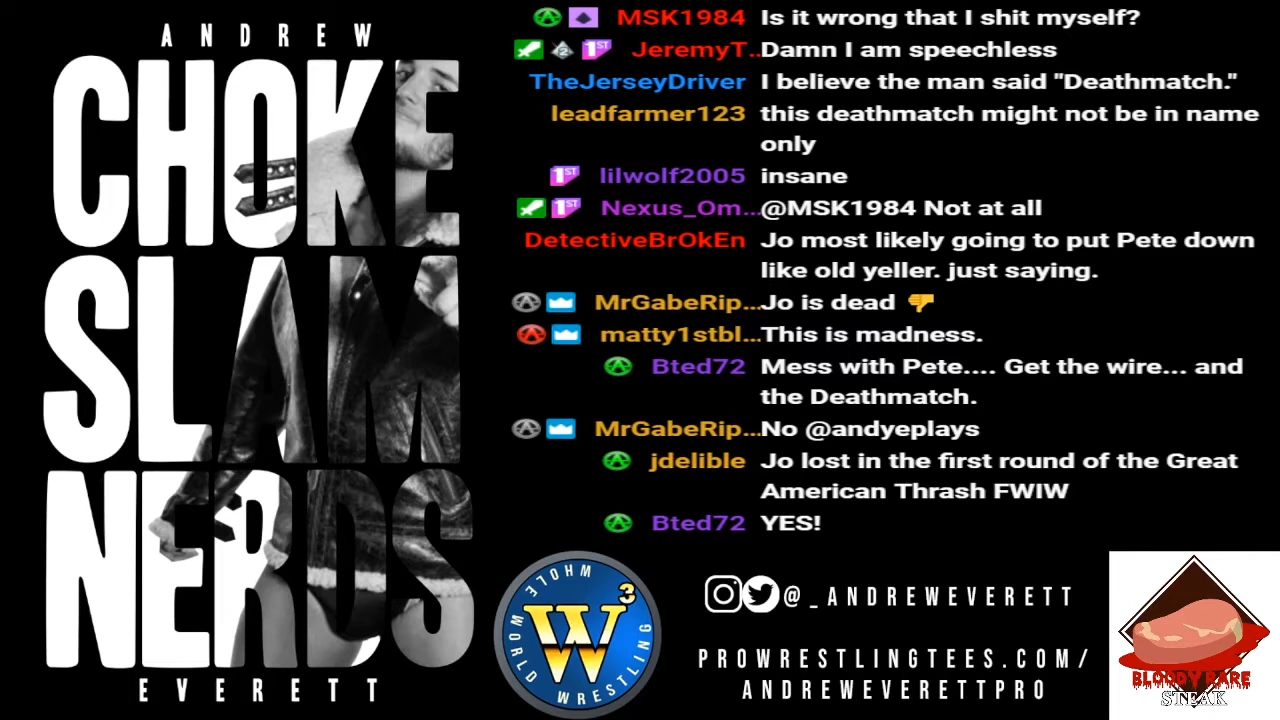 ANDREW
CHOKE
SLAM
NERDS
EVERETT
MSK1984 Is it wrong that I shit myself?
1ST JeremyT.. Damn I am speechless
TheJerseyDriver I believe the man said "Deathmatch."
leadfarmer123 this deathmatch might not be in name
only
1ST lilwolf2005 insane
1ST Nexus_Om... @MSK1984 Not at all
DetectiveBrOkEn Jo most likely going to put Pete down
like old yeller. just saying.
MrGabeRip... Jo is dead 👎
matty1stbl... This is madness.
Bted72 Mess with Pete.... Get the wire... and
the Deathmatch.
MrGabeRip... No @andyeplays
jdelible Jo lost in the first round of the Great
American Thrash FWIW
Bted72 YES!
WHOLE
W 3
WORLD WRESTLING
@_ANDREWEVERETT
PROWRESTLINGTEES.COM/
ANDREWEVERETTPRO
BLOODY RARE
STEAK